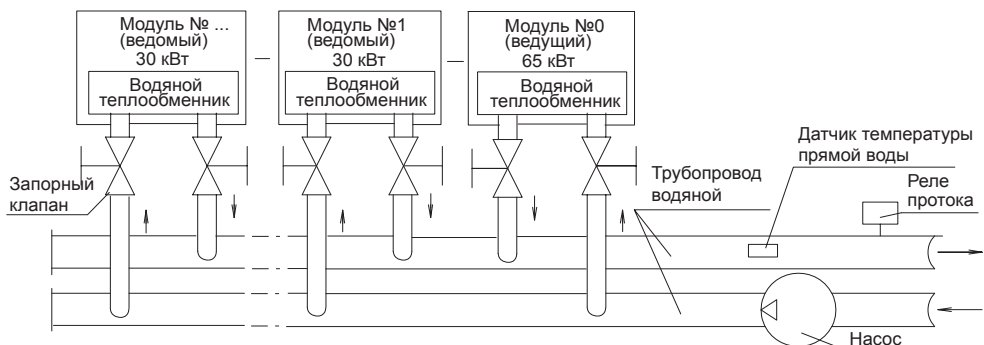 Модуль № ...
(ведомый)
30 кВт
Водяной
теплообменник
Модуль №1
(ведомый)
30 кВт
Водяной
теплообменник
Модуль №0
(ведущий)
65 кВт
Водяной
теплообменник
Запорный
клапан
Трубопровод
водяной
Датчик температуры
прямой воды
Реле
протока
Насос